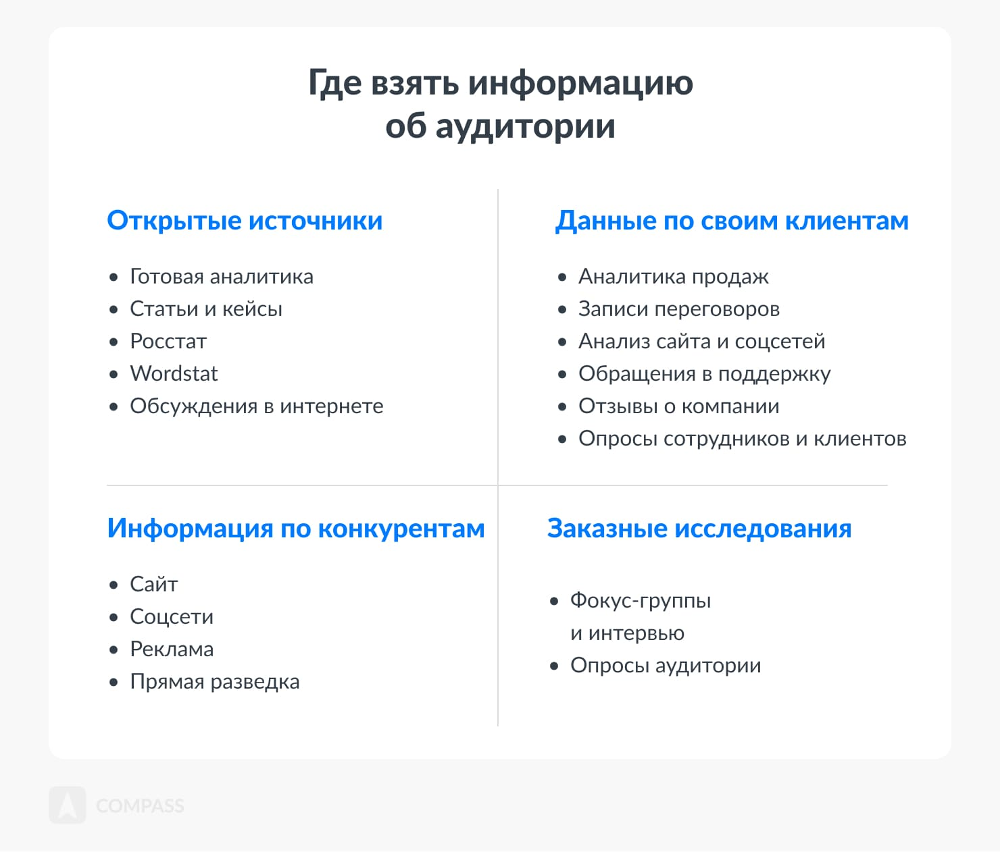 Где взять информацию
об аудитории
Открытые источники
• Готовая аналитика
• Статьи и кейсы
• Росстат
• Wordstat
• Обсуждения в интернете
Данные по своим клиентам
• Аналитика продаж
• Записи переговоров
• Анализ сайта и соцсетей
• Обращения в поддержку
• Отзывы о компании
• Опросы сотрудников и клиентов
Информация по конкурентам
• Сайт
• Соцсети
• Реклама
• Прямая разведка
Заказные исследования
• Фокус-группы
и интервью
• Опросы аудитории
COMPASS